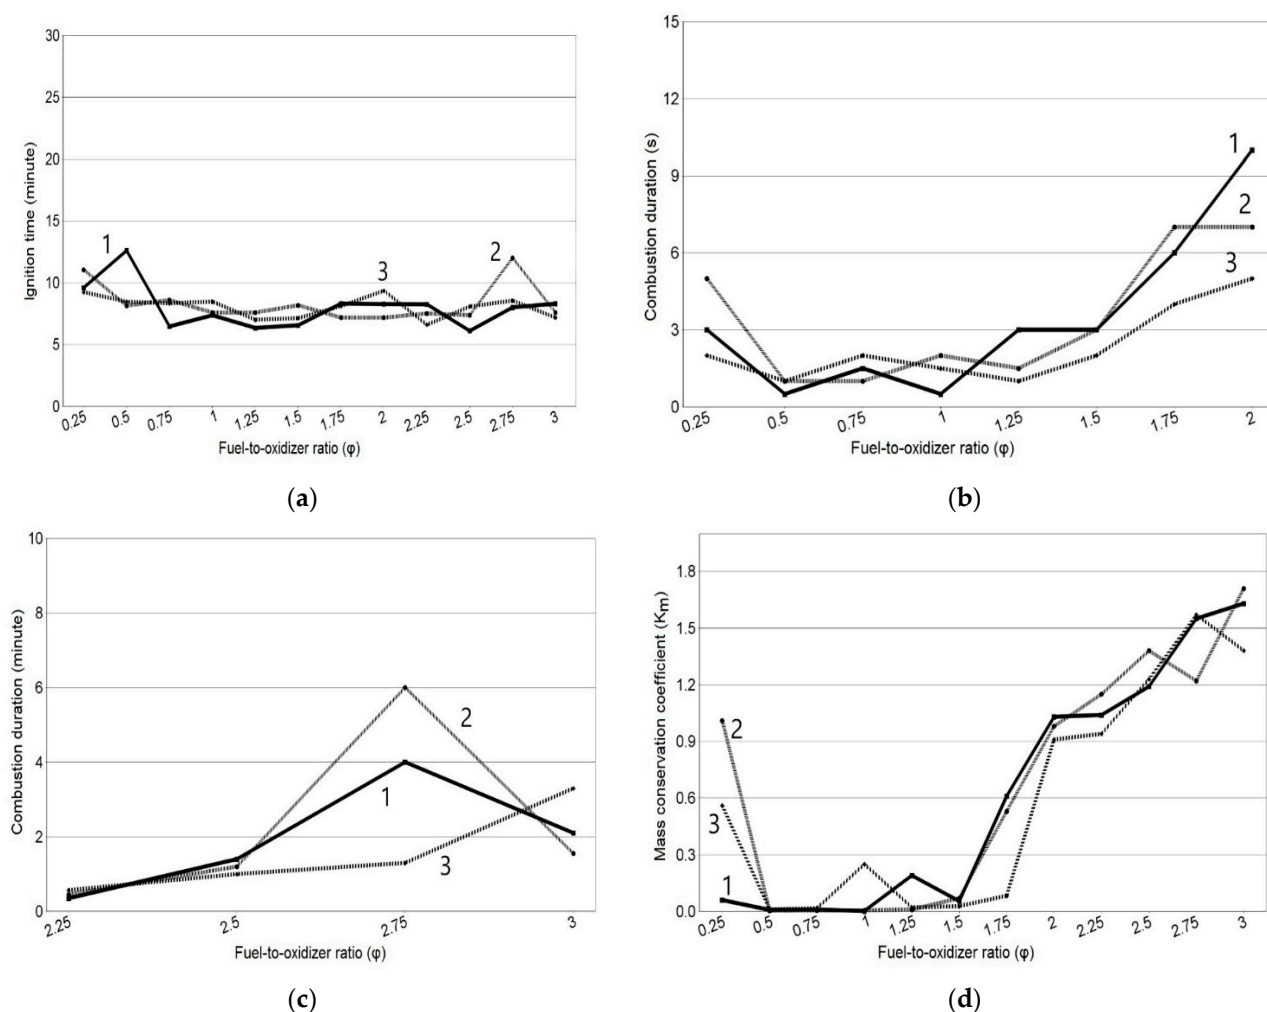 30
25
20
15
10
5
0
Ignition time (minute)
1
3
2
0.25 0.5 0.75 1 1.25 1.5 1.75 2 2.25 2.5 2.75 3
Fuel-to-oxidizer ratio (φ)
(a)
15
12
9
6
3
0
Combustion duration (s)
1
2
3
0.25 0.5 0.75 1 1.25 1.5 1.75 2
Fuel-to-oxidizer ratio (φ)
(b)
10
8
6
4
2
0
Combustion duration (minute)
2
1
3
2.25 2.5 2.75 3
Fuel-to-oxidizer ratio (φ)
(c)
1.8
1.5
1.2
0.9
0.6
0.3
0.0
Mass conservation coefficient (Km)
2
3
1
0.25 0.5 0.75 1 1.25 1.5 1.75 2 2.25 2.5 2.75 3
Fuel-to-oxidizer ratio (φ)
(d)